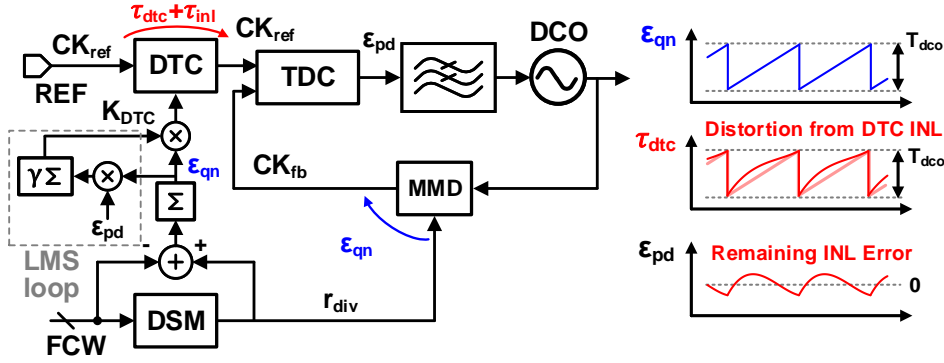 τdtc+τinl
CKref
CKref
εpd
DCO
REF
DTC
TDC
KDTC
γΣ
εqn
CKfb
MMD
εpd
Σ
εqn
- +
LMS
loop
rdiv
FCW
DSM
εqn
Tdco
τdtc
Distortion from DTC INL
Tdco
εpd
Remaining INL Error
0